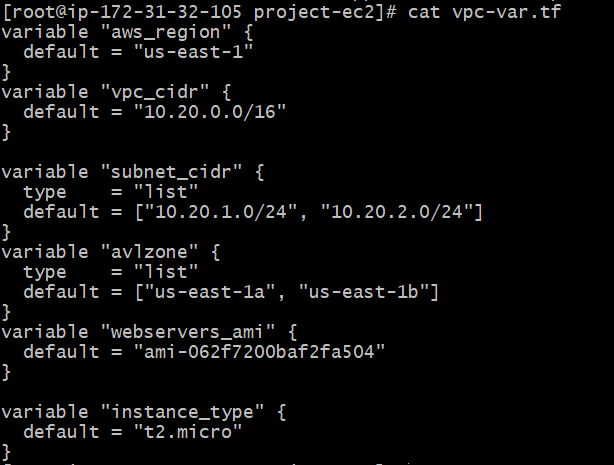 [root@ip-172-31-32-105 project-ec2]# cat vpc-var.tf
variable "aws_region" {
  default = "us-east-1"
}
variable "vpc_cidr" {
  default = "10.20.0.0/16"
}

variable "subnet_cidr" {
  type    = "list"
  default = ["10.20.1.0/24", "10.20.2.0/24"]
}
variable "avlzone" {
  type    = "list"
  default = ["us-east-1a", "us-east-1b"]
}
variable "webservers_ami" {
  default = "ami-062f7200baf2fa504"
}

variable "instance_type" {
  default = "t2.micro"
}